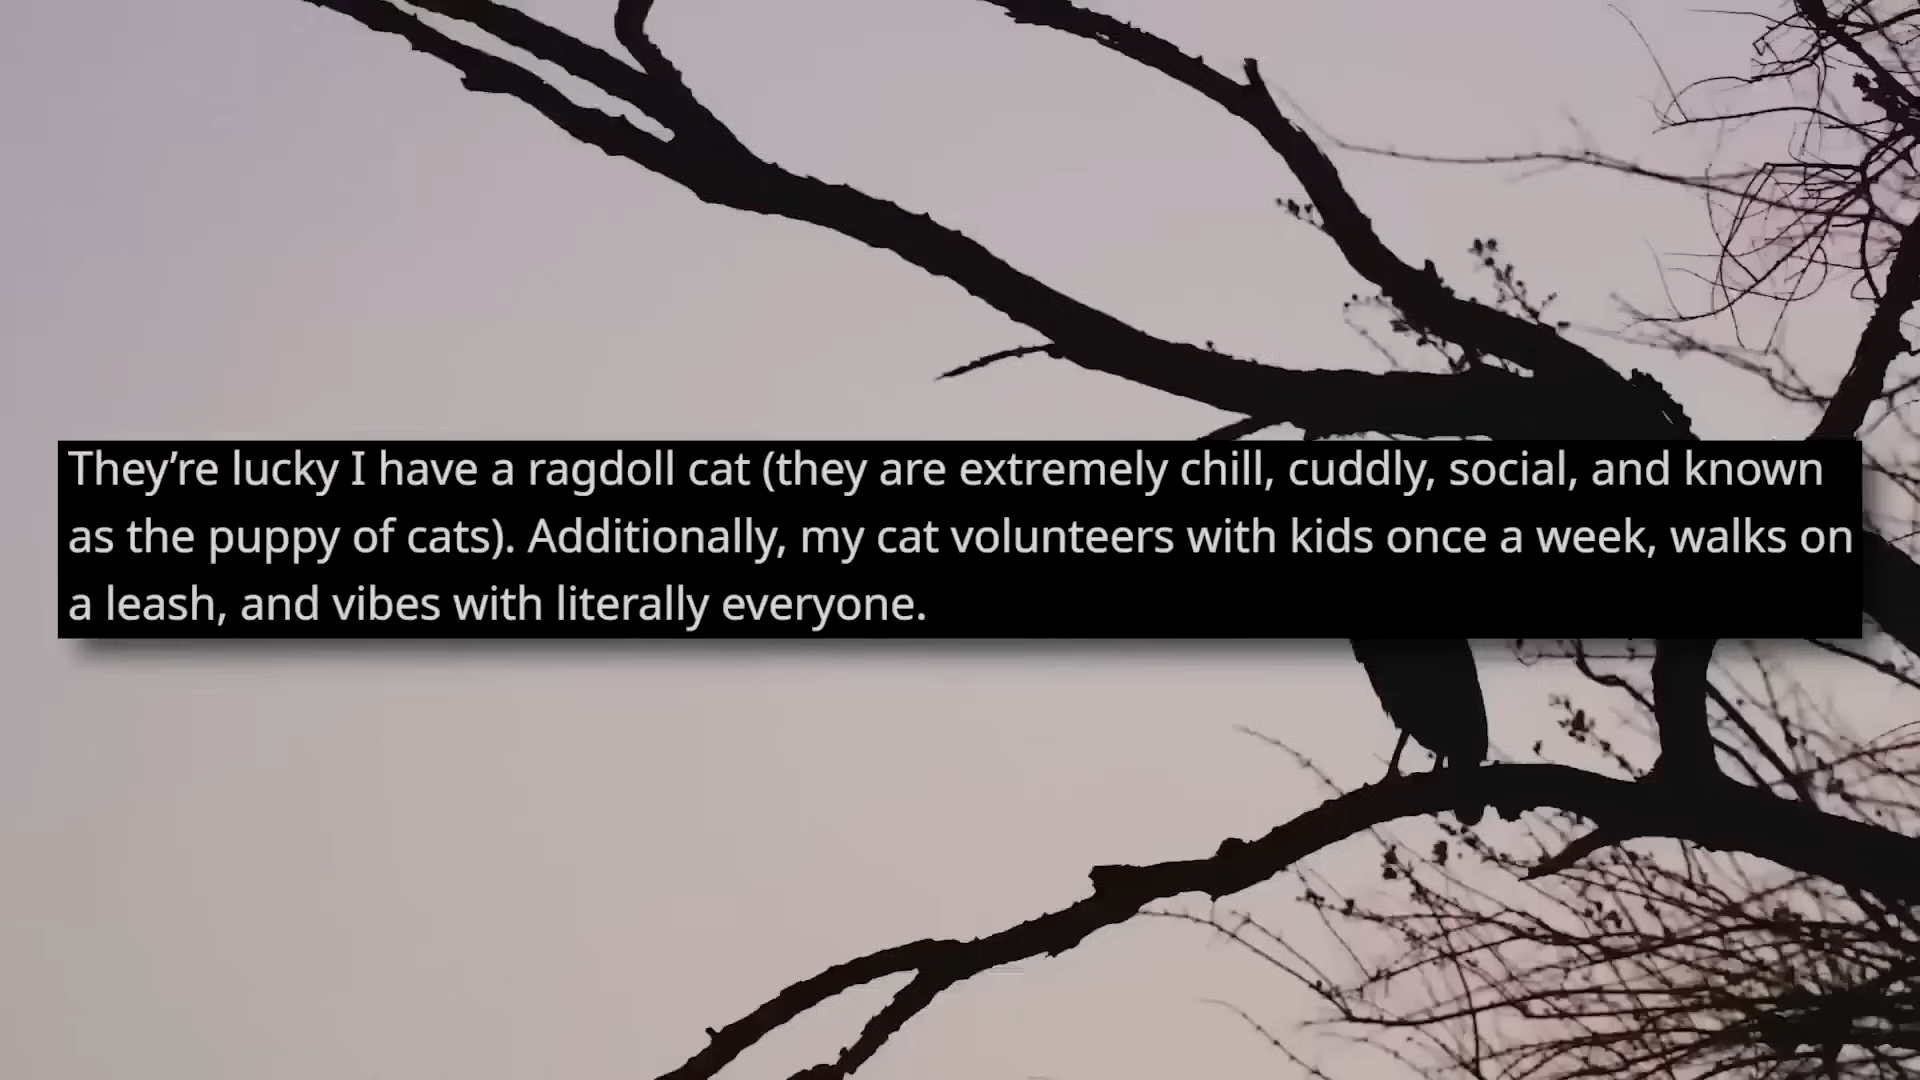 They’re lucky I have a ragdoll cat (they are extremely chill, cuddly, social, and known
as the puppy of cats). Additionally, my cat volunteers with kids once a week, walks on
a leash, and vibes with literally everyone.